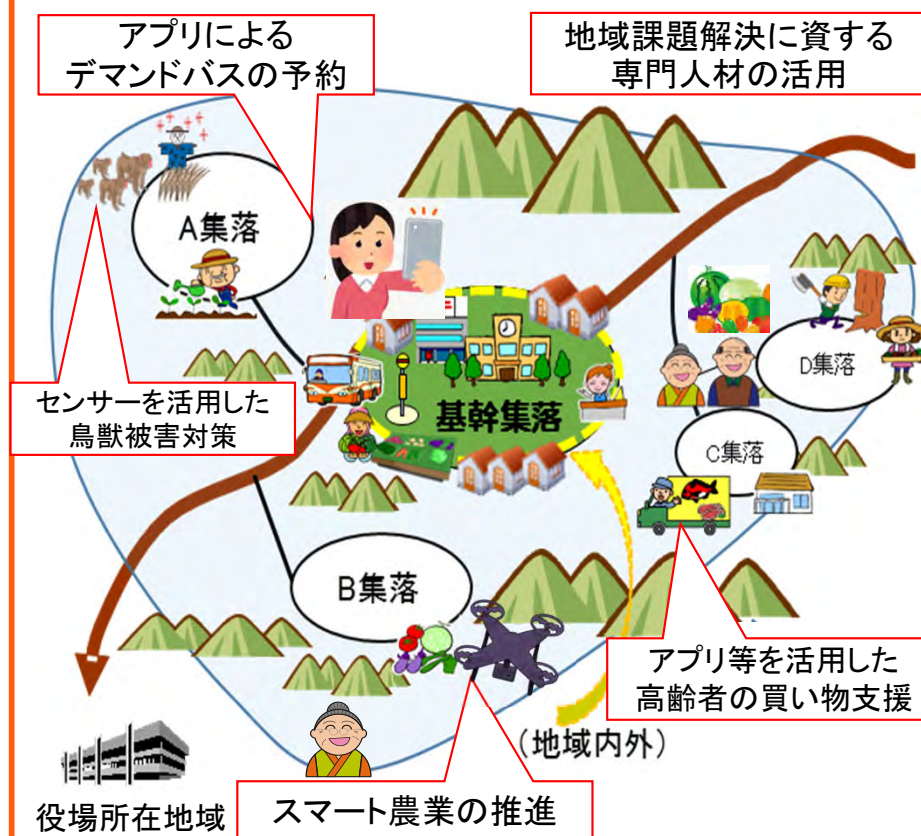 アプリによる
デマンドバスの予約
地域課題解決に資する
専門人材の活用
A集落
D集落
センサーを活用した
鳥獣被害対策
基幹集落
C集落
B集落
アプリ等を活用した
高齢者の買い物支援
(地域内外)
役場所在地域
スマート農業の推進